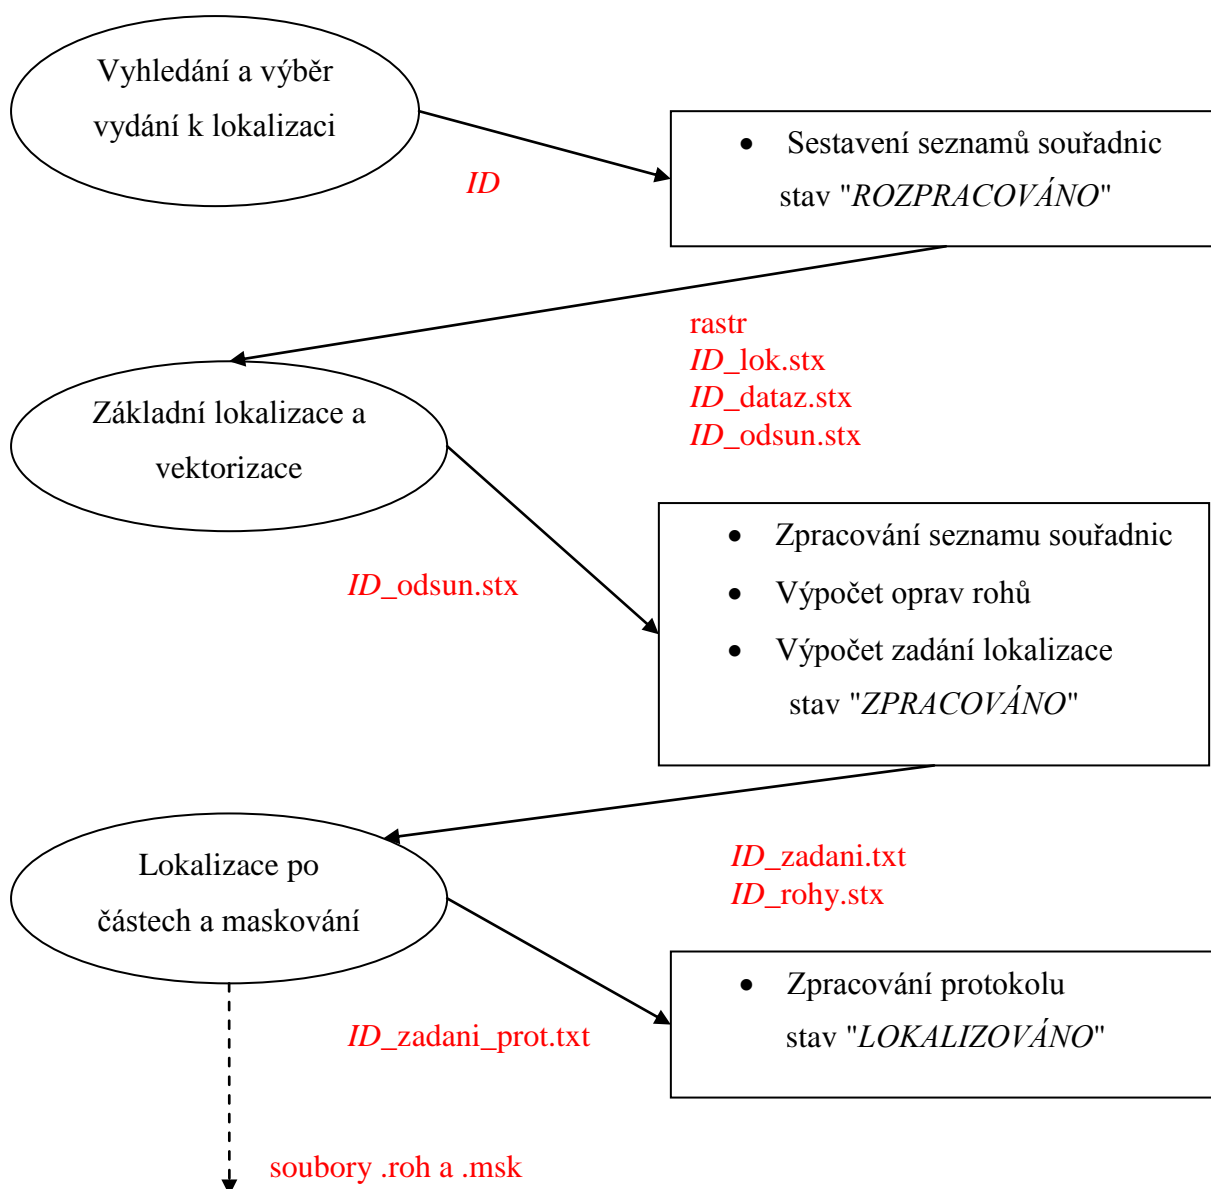 Vyhledání a výběr
vydání k lokalizaci
ID
• Sestavení seznamů souřadnic
stav "ROZPRACOVÁNO"
rastr
ID_lok.stx
ID_dataz.stx
ID_odsun.stx
Základní lokalizace a
vektorizace
ID_odsun.stx
• Zpracování seznamu souřadnic
• Výpočet oprav rohů
• Výpočet zadání lokalizace
stav "ZPRACOVÁNO"
ID_zadani.txt
ID_rohy.stx
Lokalizace po
částech a maskování
ID_zadani_prot.txt
• Zpracování protokolu
stav "LOKALIZOVÁNO"
soubory .roh a .msk